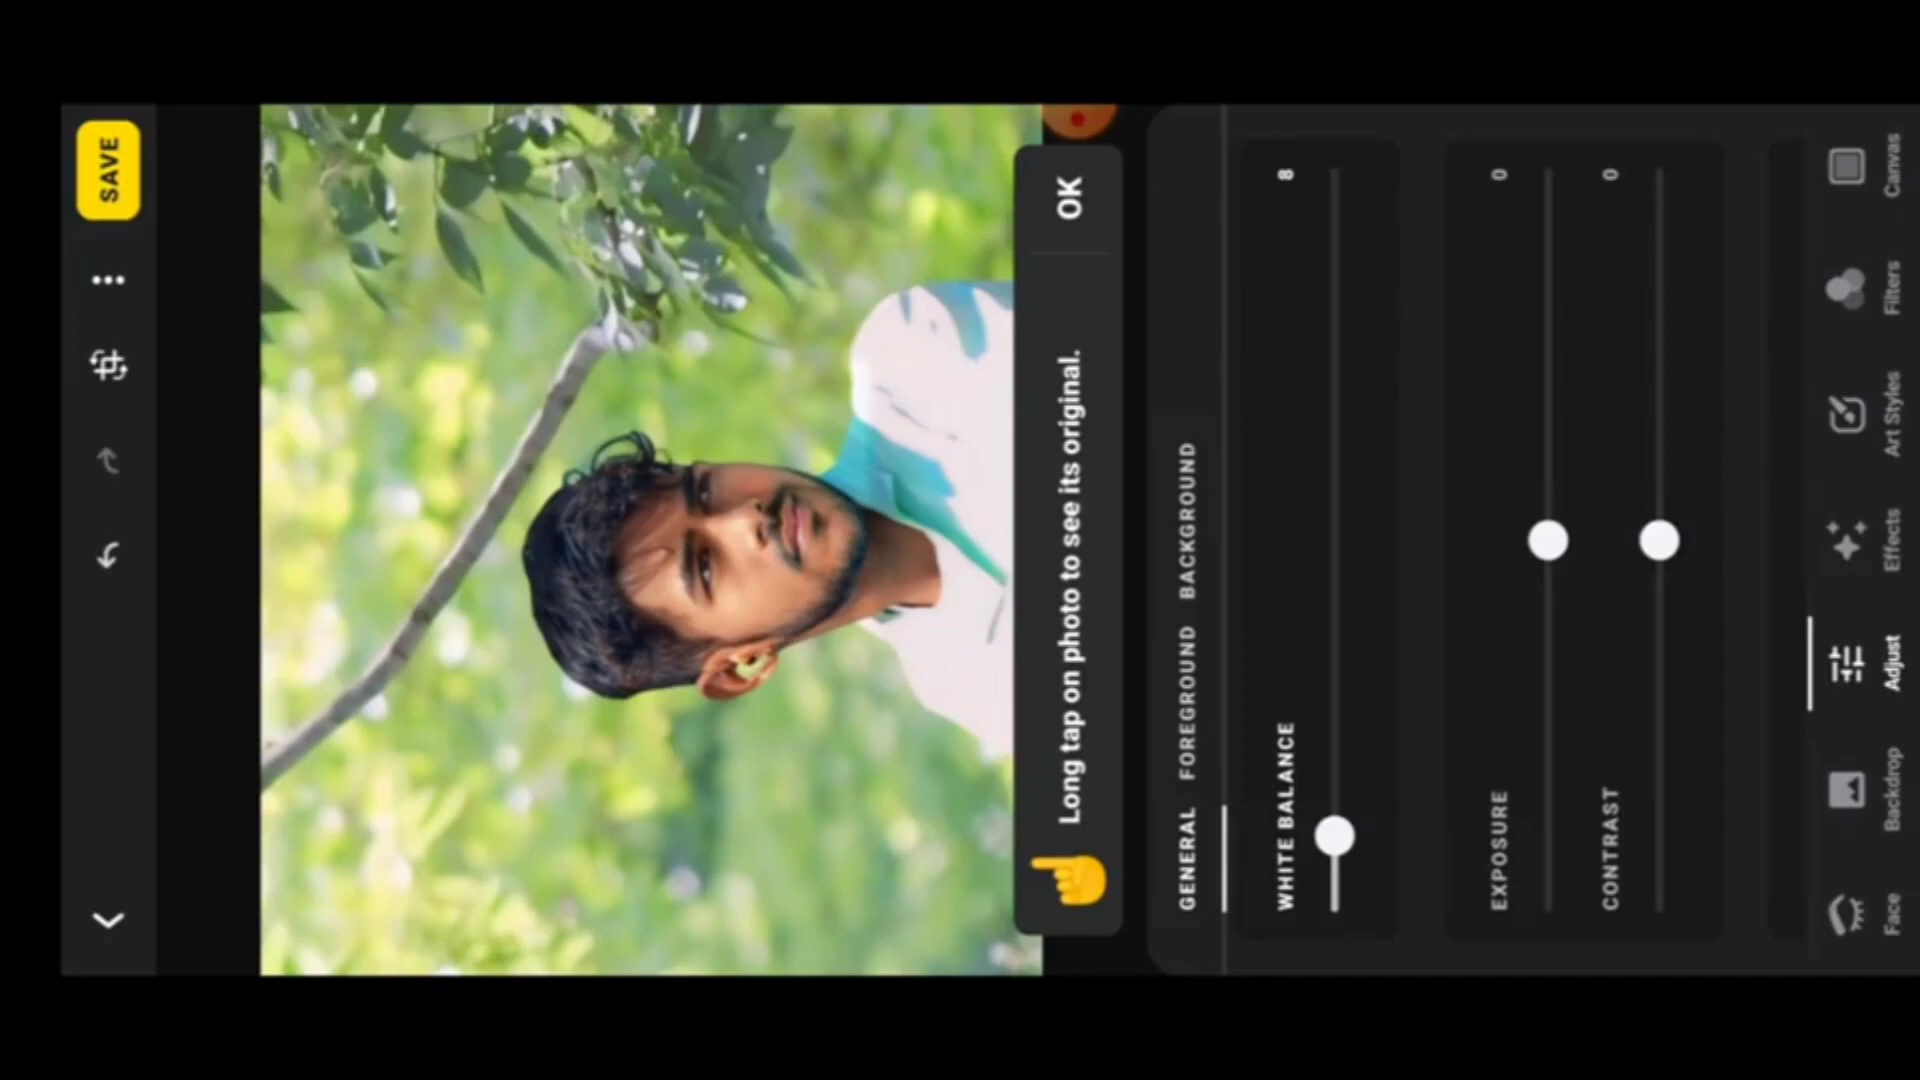 SAVE
Long tap on photo to see its original.
OK
GENERAL FOREGROUND BACKGROUND
WHITE BALANCE 8
EXPOSURE 0
CONTRAST 0
Face Backdrop Adjust Effects Art Styles Filters Canvas